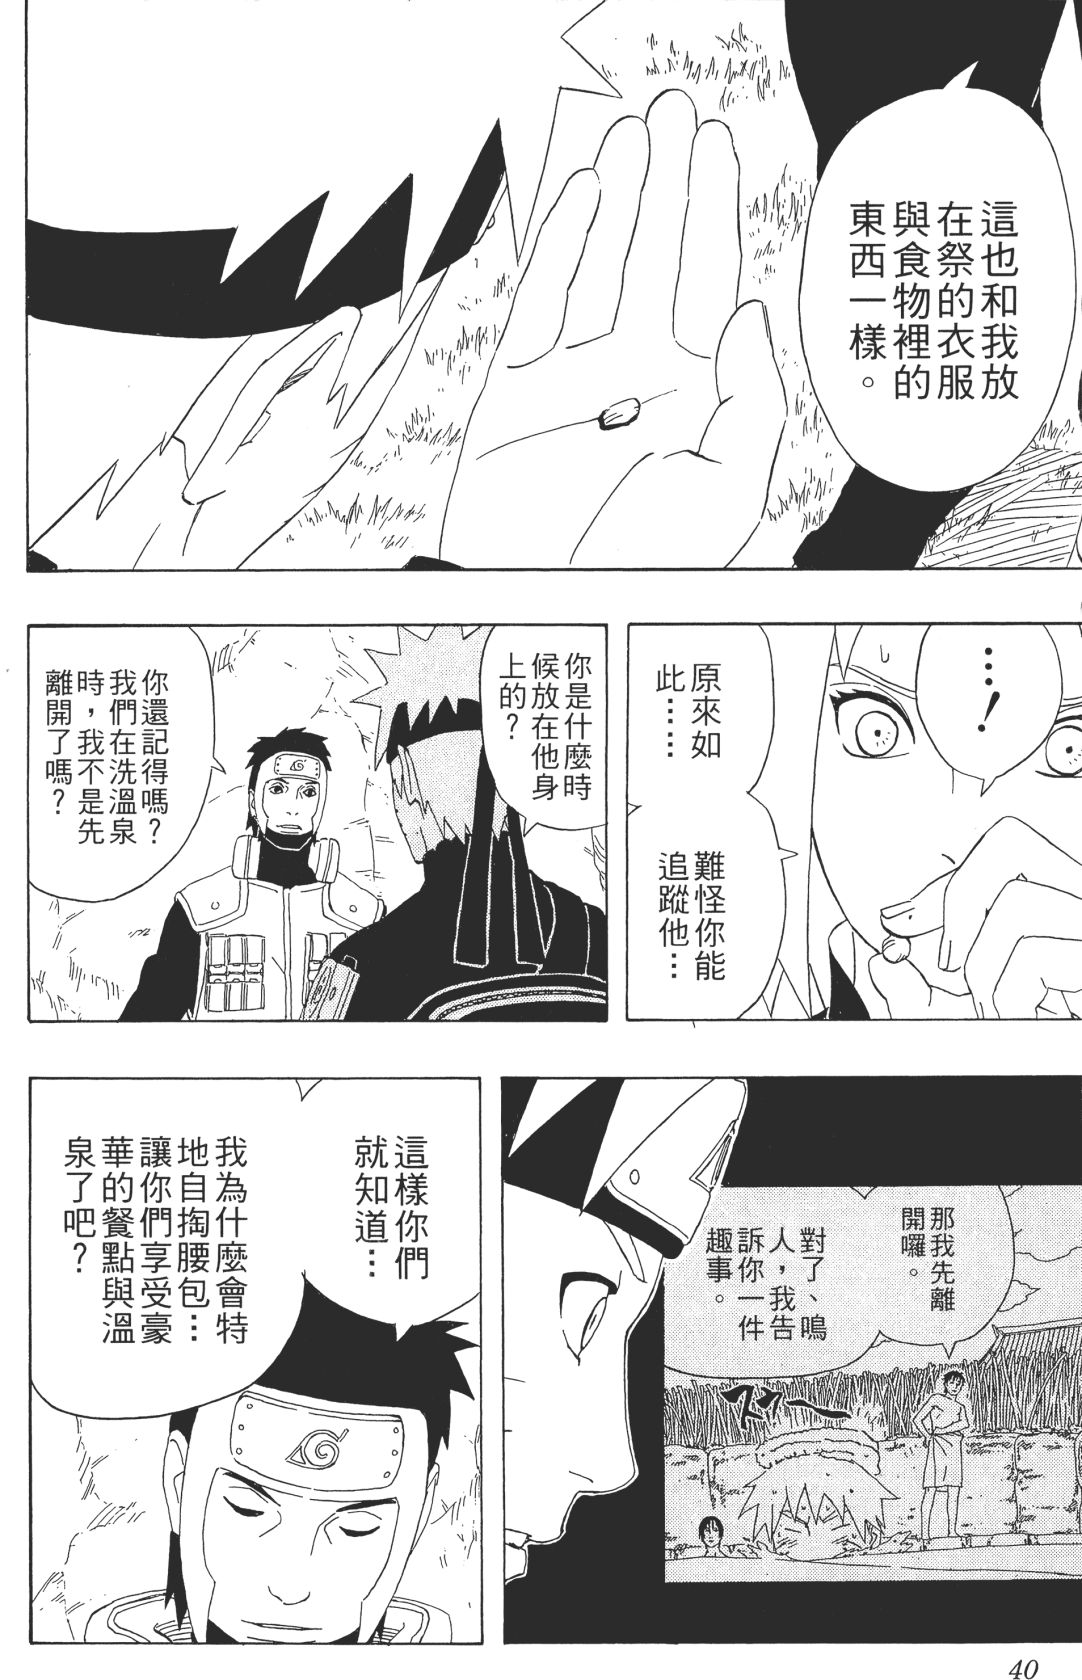 這也和我放
在祭的衣服
與食物裡的
東西一樣。
…！
原來如
此……
難怪你能
追蹤他…
你是什麼時
候放在他身
上的？
你還記得嗎？
我們在洗溫泉
時，我不是先
離開了嗎？
那我先離
開囉。
對了、鳴
人，我告
訴你一件
趣事。
スゥー
這樣你們
就知道…
我為什麼會特
地自掏腰包…
讓你們享受豪
華的餐點與溫
泉了吧？
40